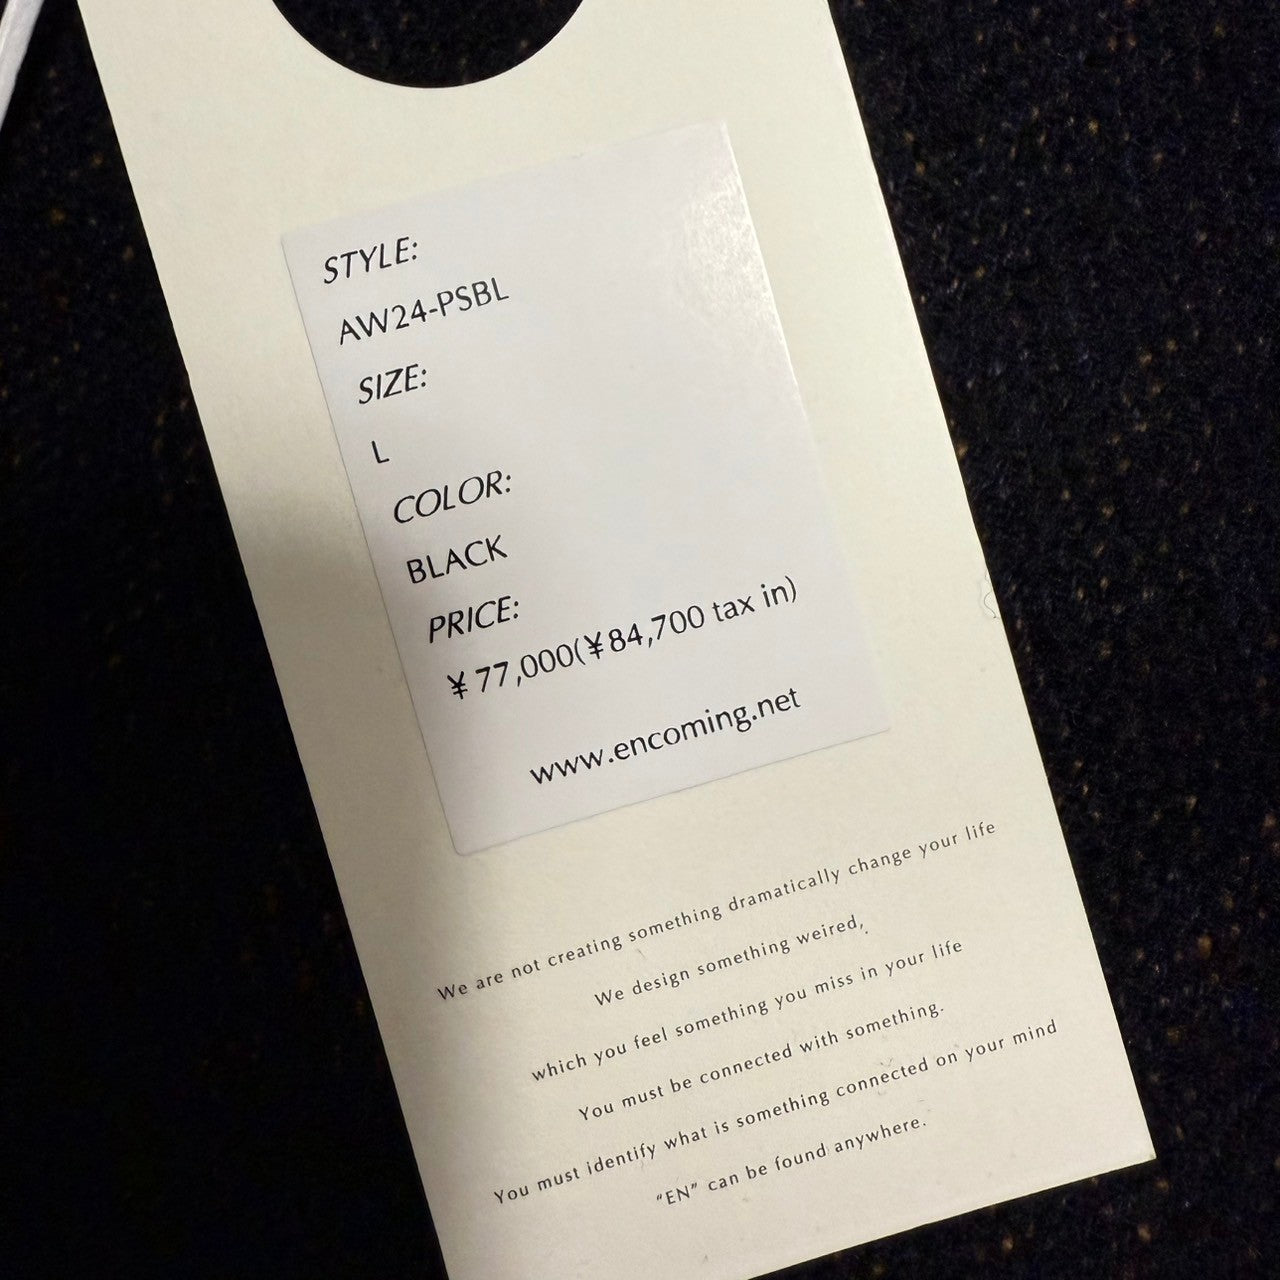 STYLE:
AW24-PSBL
SIZE:
L
COLOR:
BLACK
PRICE:
¥77,000(¥84,700 tax in)
www.encoming.net
We are not creating something dramatically change your life
We design something weired,
which you feel something you miss in your life
You must be connected with something.
You must identify what is something connected on your mind
"EN" can be found anywhere.